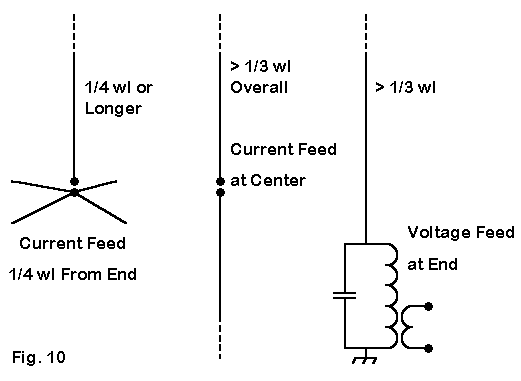 1/4 wl or
Longer
Current Feed
1/4 wl From End
> 1/3 wl
Overall
Current Feed
at Center
> 1/3 wl
Voltage Feed
at End
Fig. 10